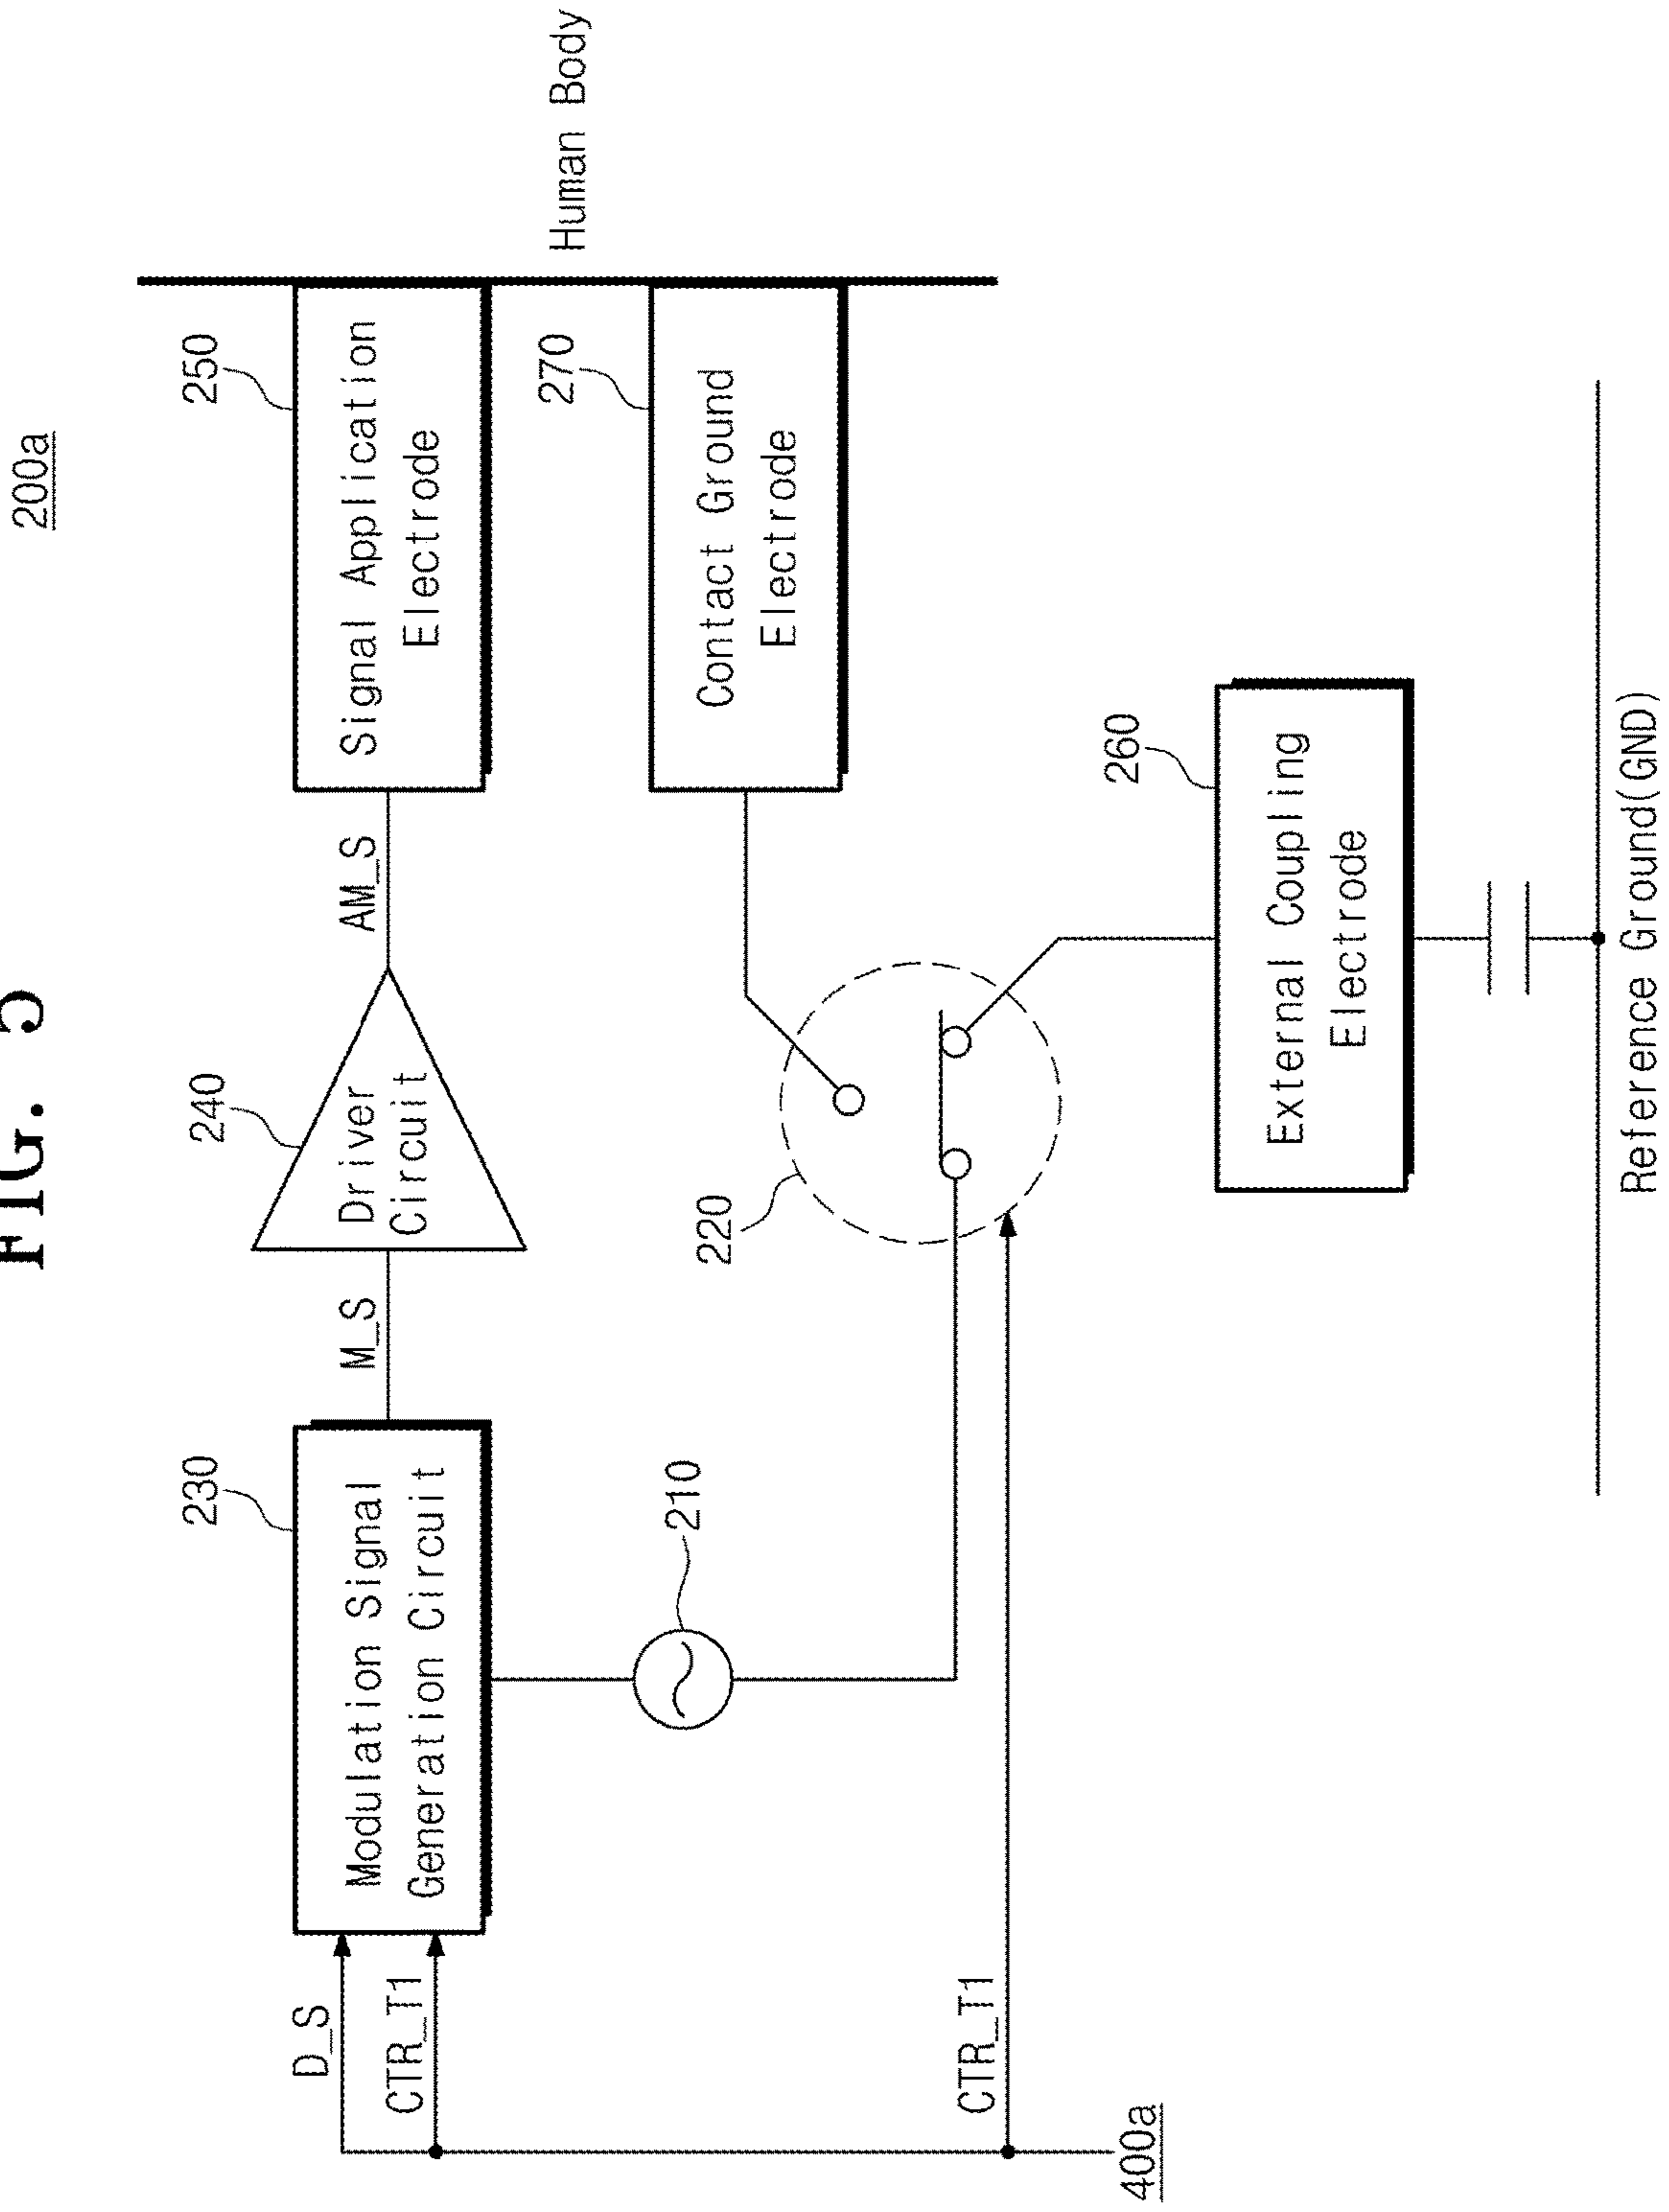 FIG. 5
200a
230
240
250
Modulation Signal
Generation Circuit
Driver
Circuit
Signal Application
Electrode
D_S
CTR_T1
M_S
AM_S
Human Body
210
220
270
Contact Ground
Electrode
CTR_T1
400a
260
External Coupling
Electrode
Reference Ground(GND)